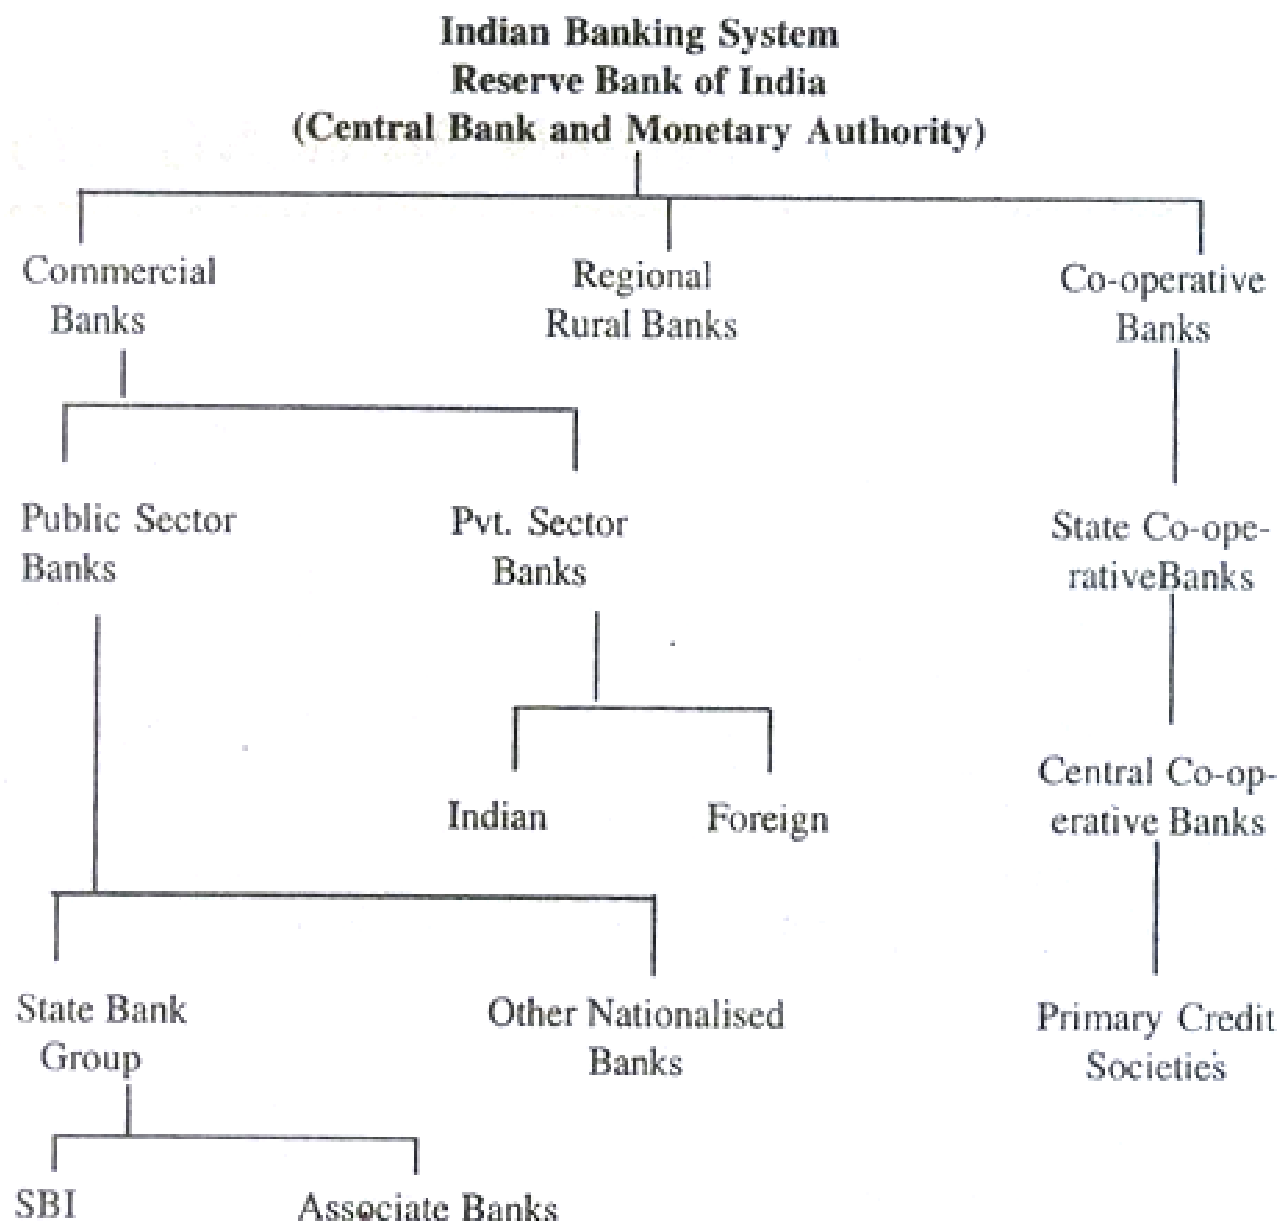 Indian Banking System
Reserve Bank of India
(Central Bank and Monetary Authority)
Commercial
Banks
Regional
Rural Banks
Co-operative
Banks
Public Sector
Banks
Pvt. Sector
Banks
State Co-ope-
rativeBanks
Indian
Foreign
Central Co-op-
erative Banks
State Bank
Group
Other Nationalised
Banks
Primary Credit
Societies
SBI
Associate Banks